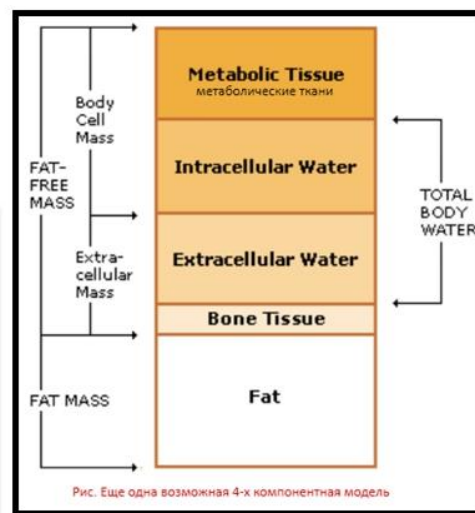 Metabolic Tissue
метаболические ткани
Body
Cell
Mass
Intracellular Water
FAT-
FREE
MASS
TOTAL
BODY
WATER
Extra-
cellular
Mass
Extracellular Water
Bone Tissue
FAT MASS
Fat
Рис. Еще одна возможная 4-х компонентная модель